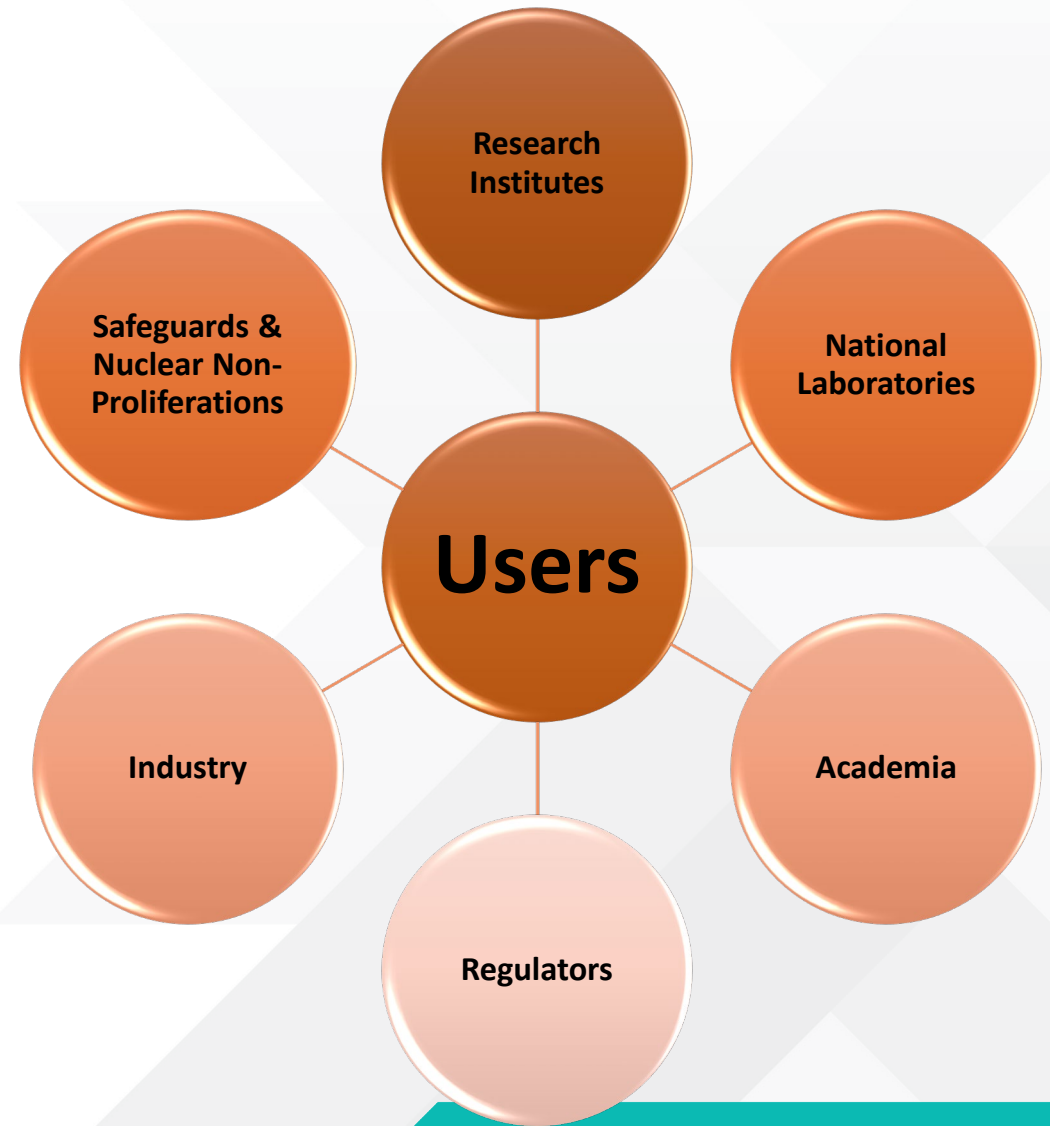 Research
Institutes
Safeguards &
Nuclear Non-
Proliferations
National
Laboratories
Users
Industry
Academia
Regulators